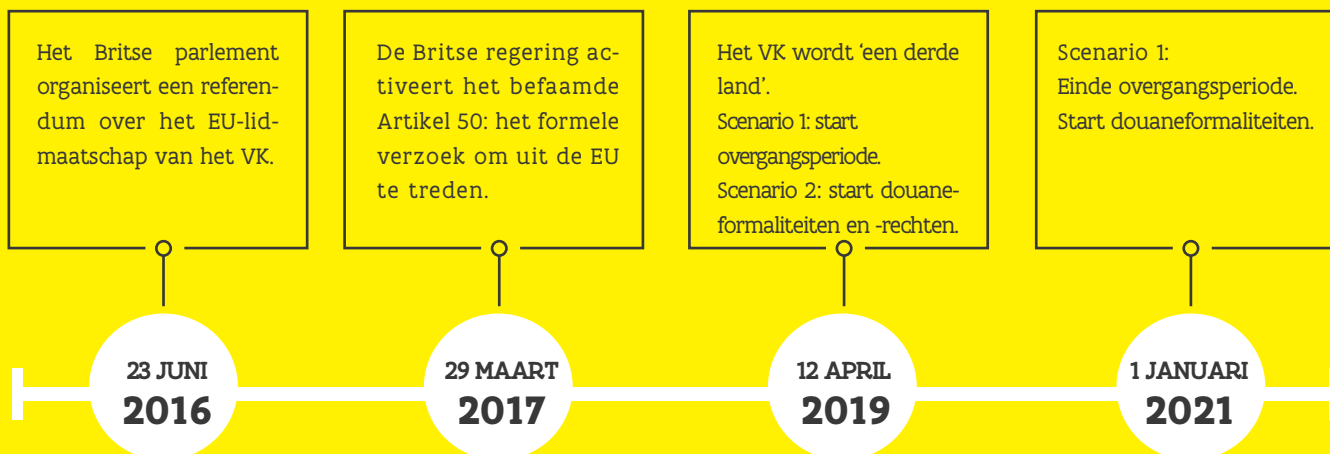 Het Britse parlement
organiseert een referen-
dum over het EU-lid-
maatschap van het VK.
De Britse regering ac-
tiveert het befaamde
Artikel 50: het formele
verzoek om uit de EU
te treden.
Het VK wordt ‘een derde
land’.
Scenario 1: start
overgangsperiode.
Scenario 2: start douane-
formaliteiten en -rechten.
Scenario 1:
Einde overgangsperiode.
Start douaneformaliteiten.
23 JUNI
2016
29 MAART
2017
12 APRIL
2019
1 JANUARI
2021